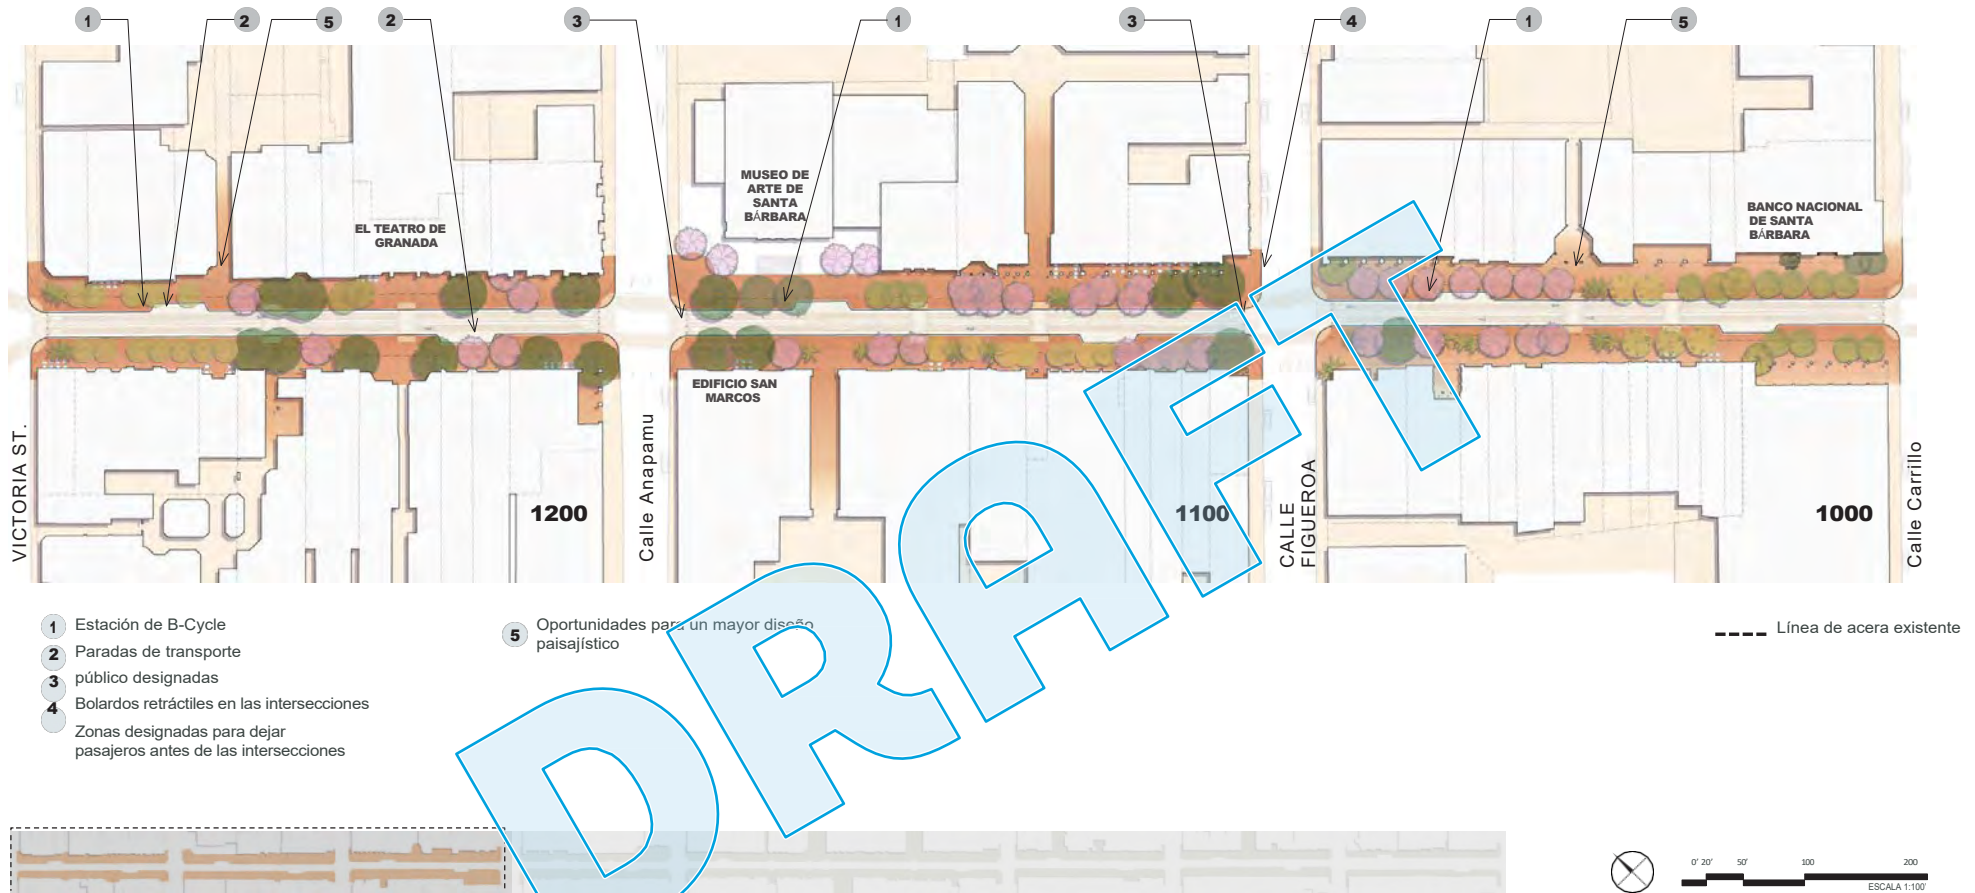 1 2 5 2 3 1 3 4 1 5
MUSEO DE
ARTE DE
SANTA
BÁRBARA
EL TEATRO DE
GRANADA
BANCO NACIONAL
DE SANTA
BÁRBARA
EDIFICIO SAN
MARCOS
VICTORIA ST.
1200
Calle Anapamu
1100
CALLE
FIGUEROA
1000
Calle Carrillo
1 Estación de B-Cycle
2 Paradas de transporte
3 público designadas
4 Bolardos retráctiles en las intersecciones
Zonas designadas para dejar
pasajeros antes de las intersecciones
5 Oportunidades para un mayor diseño
paisajístico
Línea de acera existente
DRAFT
0' 20' 50' 100 200
ESCALA 1:100'